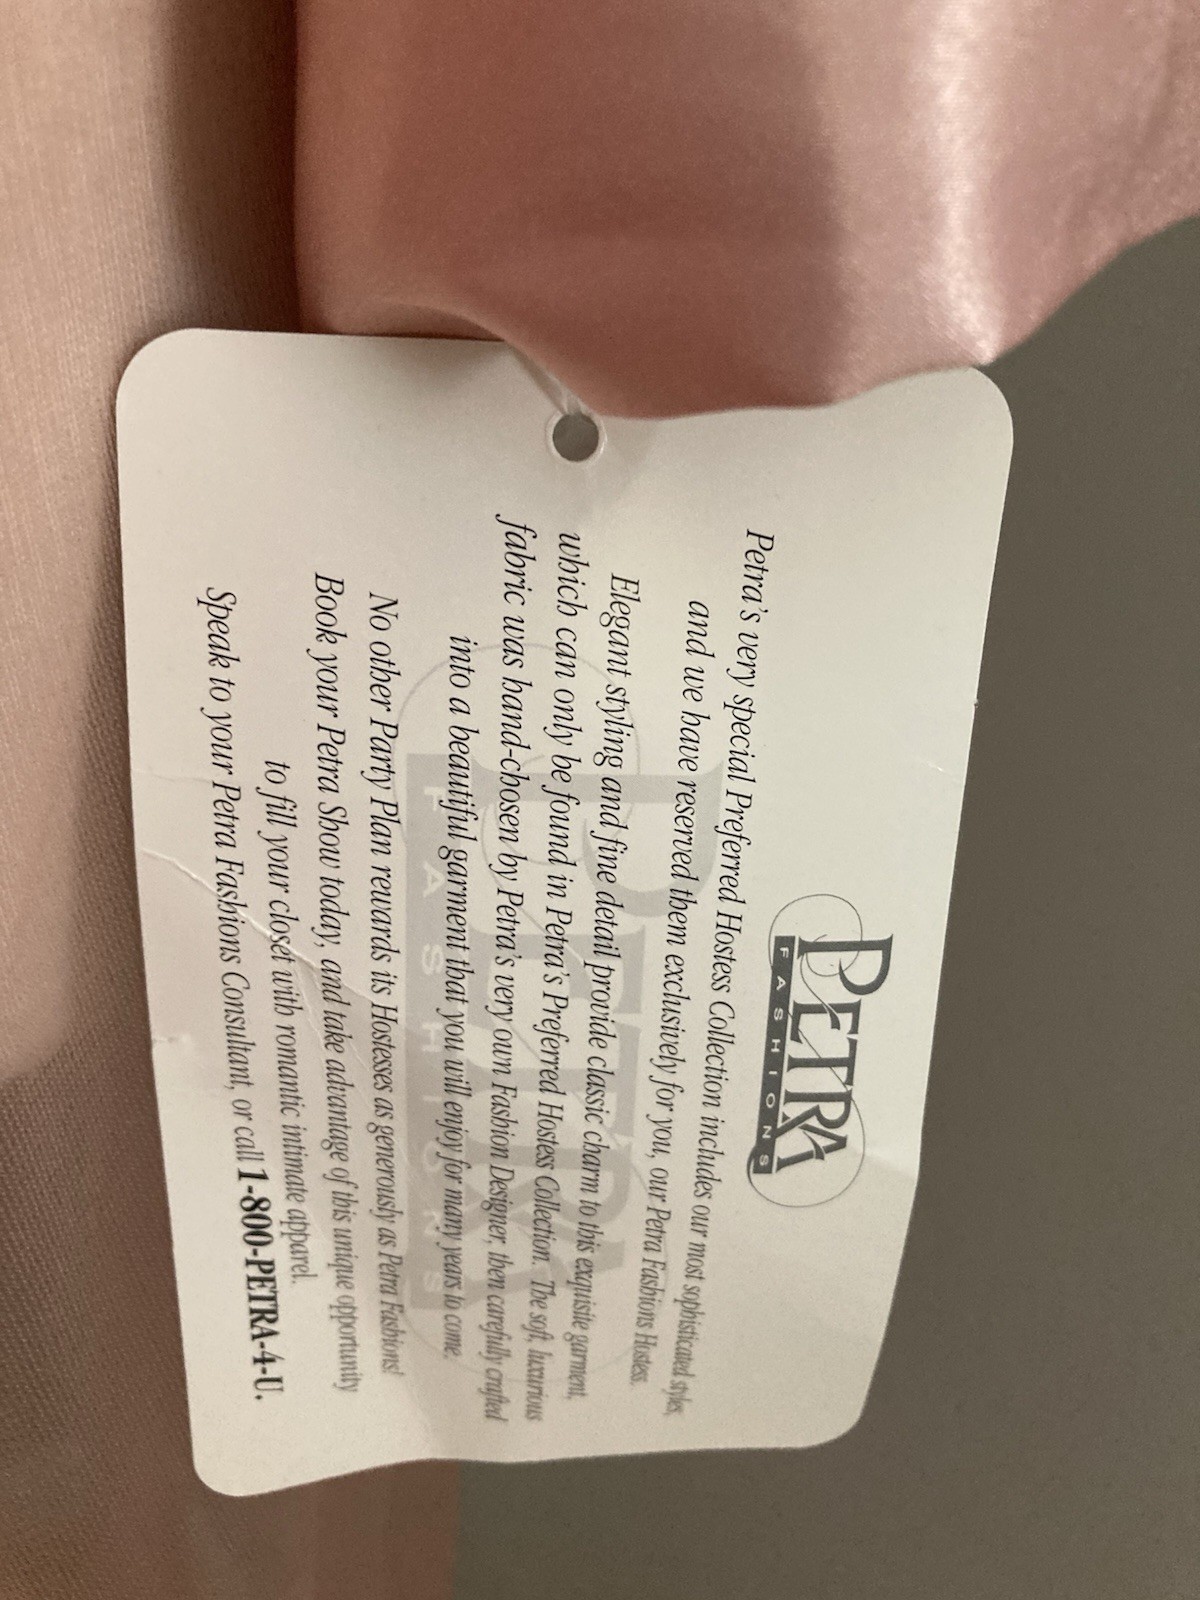 PETRA
FASHIONS
Petra's very special Preferred Hostess Collection includes our most sophisticated styles,
and we have reserved them exclusively for you, our Petra Fashions Hostess.
Elegant styling and fine detail provide classic charm to this exquisite garment,
which can only be found in Petra's Preferred Hostess Collection. The soft, luxurious
fabric was hand-chosen by Petra's very own Fashion Designer, then carefully crafted
into a beautiful garment that you will enjoy for many years to come.
No other Party Plan rewards its Hostesses as generously as Petra Fashions!
Book your Petra Show today, and take advantage of this unique opportunity
to fill your closet with romantic intimate apparel.
Speak to your Petra Fashions Consultant, or call 1-800-PETRA-4-U.
PETRA
FASHIONS